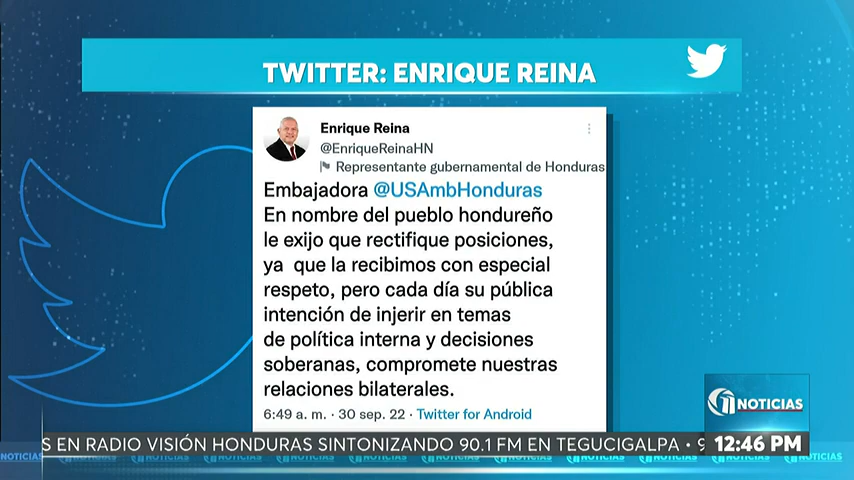 TWITTER: ENRIQUE REINA
Enrique Reina
@EnriqueReinaHN
Representante gubernamental de Honduras
Embajadora @USAmbHonduras
En nombre del pueblo hondureño
le exijo que rectifique posiciones,
ya que la recibimos con especial
respeto, pero cada día su pública
intención de injerir en temas
de política interna y decisiones
soberanas, compromete nuestras
relaciones bilaterales.
6:49 a. m. · 30 sep. 22 · Twitter for Android
NOTICIAS
S EN RADIO VISIÓN HONDURAS SINTONIZANDO 90.1 FM EN TEGUCIGALPA • 9
12:46 PM